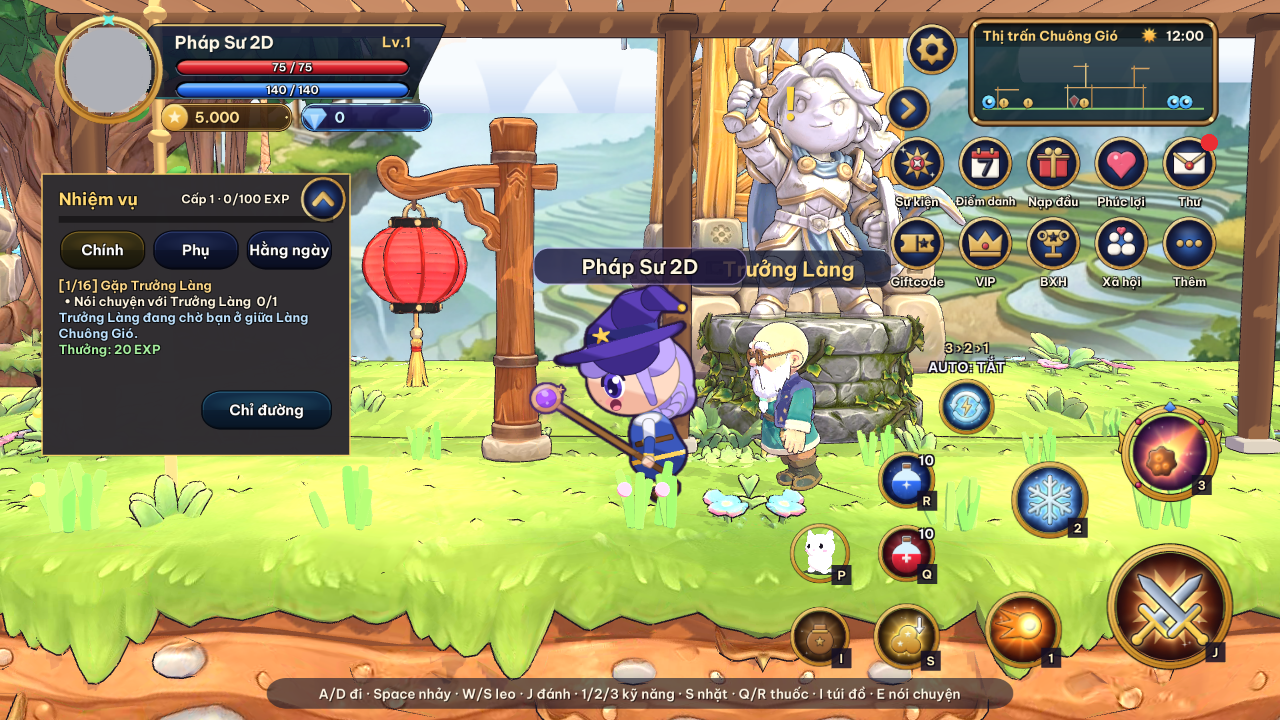 Pháp Sư 2D Lv.1
75 / 75
140 / 140
5.000 0
Thị trấn Chuông Gió 12:00
Sự kiện Điểm danh Nạp đầu Phúc lợi Thư
Giftcode VIP BXH Xã hội Thêm
Nhiệm vụ Cấp 1 · 0/100 EXP
Chính Phụ Hằng ngày
[1/16] Gặp Trưởng Làng
• Nói chuyện với Trưởng Làng 0/1
Trưởng Làng đang chờ bạn ở giữa Làng
Chuông Gió.
Thưởng: 20 EXP
Chỉ đường
Pháp Sư 2D Trưởng Làng
3›2›1
AUTO: TẮT
10
R
3
2
10
Q
P
I
S
1
J
A/D đi · Space nhảy · W/S leo · J đánh · 1/2/3 kỹ năng · S nhặt · Q/R thuốc · I túi đồ · E nói chuyện